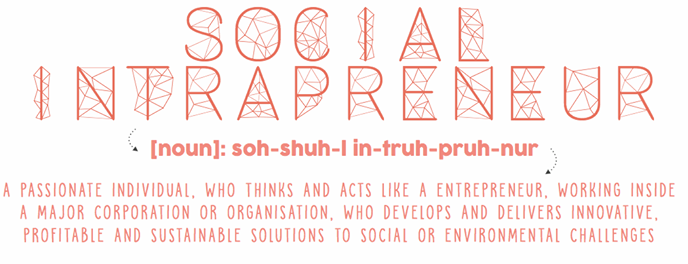 SOCIAL
INTRAPRENEUR
[noun]: soh-shuh-l in-truh-pruh-nur
A PASSIONATE INDIVIDUAL, WHO THINKS AND ACTS LIKE A ENTREPRENEUR, WORKING INSIDE
A MAJOR CORPORATION OR ORGANISATION, WHO DEVELOPS AND DELIVERS INNOVATIVE,
PROFITABLE AND SUSTAINABLE SOLUTIONS TO SOCIAL OR ENVIRONMENTAL CHALLENGES